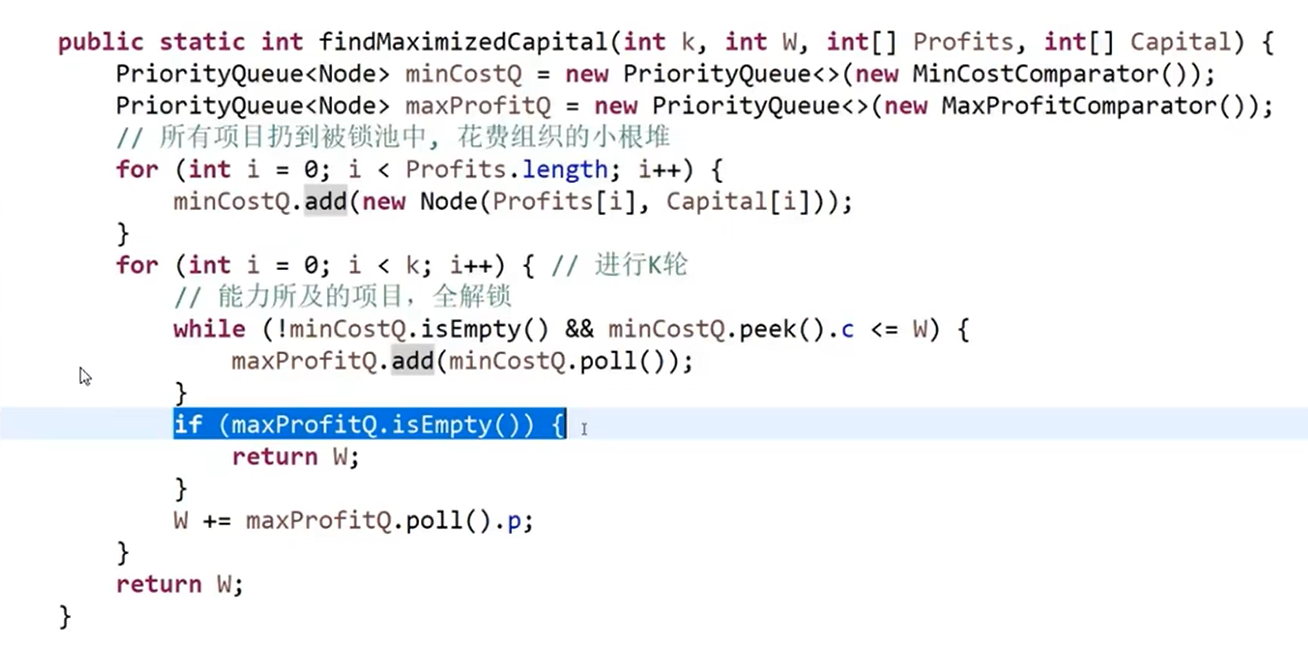 public static int findMaximizedCapital(int k, int W, int[] Profits, int[] Capital) {
PriorityQueue<Node> minCostQ = new PriorityQueue<>(new MinCostComparator());
PriorityQueue<Node> maxProfitQ = new PriorityQueue<>(new MaxProfitComparator());
// 所有项目扔到被锁池中, 花费组织的小根堆
for (int i = 0; i < Profits.length; i++) {
minCostQ.add(new Node(Profits[i], Capital[i]));
}
for (int i = 0; i < k; i++) { // 进行K轮
// 能力所及的项目, 全解锁
while (!minCostQ.isEmpty() && minCostQ.peek().c <= W) {
maxProfitQ.add(minCostQ.poll());
}
if (maxProfitQ.isEmpty()) {
return W;
}
W += maxProfitQ.poll().p;
}
return W;
}